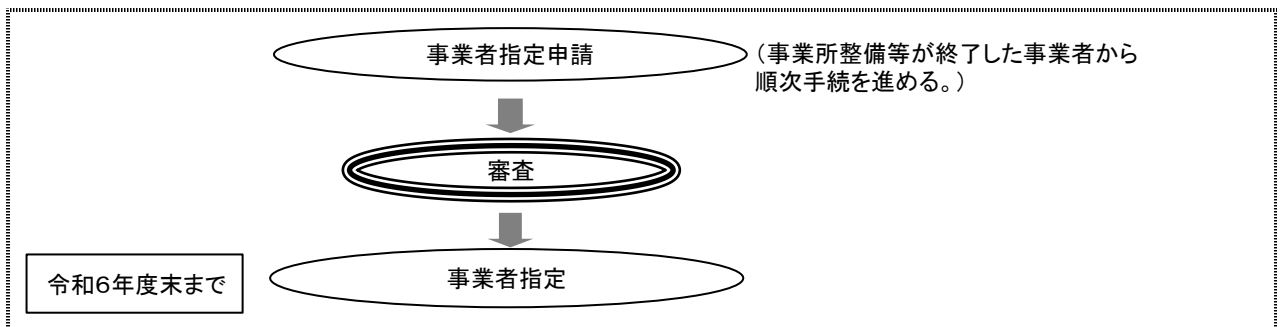 事業者指定申請
（事業所整備等が終了した事業者から
順次手続を進める。）
審査
事業者指定
令和６年度末まで